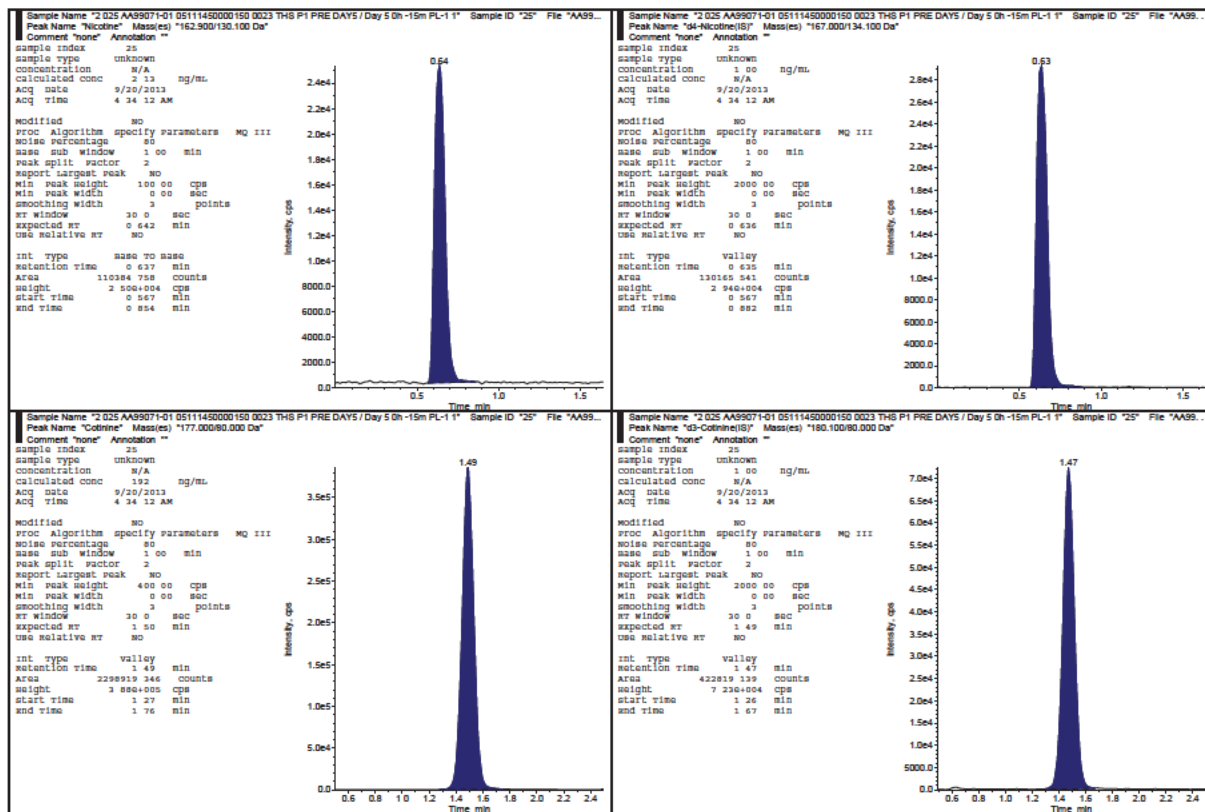 Sample Name "2 025 AA99071-01 05111450000150 0023 THS P1 PRE DAY5 / Day 5 0h -15m PL-1 1" Sample ID "25" File "AA99...
Peak Name "Nicotine" Mass(es) "162.900/130.100 Da"
Comment "none" Annotation ""
Sample Index 25
Sample Type Unknown
Concentration N/A
Calculated Conc 2 13 ng/mL
Acq Date 9/20/2013
Acq Time 4 34 12 AM
Modified NO
Proc Algorithm Specify Parameters MQ III
Noise Percentage 80
Base Sub Window 1 00 min
Peak Split Factor 2
Report Largest Peak NO
Min Peak Height 100 00 cps
Min Peak Width 0 00 sec
Smoothing Width 3 points
RT Window 30 0 sec
Expected RT 0 642 min
Use Relative RT NO
Int Type Base To Base
Retention Time 0 637 min
Area 110384 758 counts
Height 2 50e+004 cps
Start Time 0 567 min
End Time 0 854 min
0.64
Intensity, cps
2.4e4
2.2e4
2.0e4
1.8e4
1.6e4
1.4e4
1.2e4
1.0e4
8000.0
6000.0
4000.0
2000.0
0.0
0.5 1.0 1.5
Time min
Sample Name "2 025 AA99071-01 05111450000150 0023 THS P1 PRE DAY5 / Day 5 0h -15m PL-1 1" Sample ID "25" File "AA99...
Peak Name "d4-Nicotine(IS)" Mass(es) "167.000/134.100 Da"
Comment "none" Annotation ""
Sample Index 25
Sample Type Unknown
Concentration 1 00 ng/mL
Calculated Conc N/A
Acq Date 9/20/2013
Acq Time 4 34 12 AM
Modified NO
Proc Algorithm Specify Parameters MQ III
Noise Percentage 80
Base Sub Window 1 00 min
Peak Split Factor 2
Report Largest Peak NO
Min Peak Height 2000 00 cps
Min Peak Width 0 00 sec
Smoothing Width 3 points
RT Window 30 0 sec
Expected RT 0 636 min
Use Relative RT NO
Int Type Valley
Retention Time 0 635 min
Area 130165 541 counts
Height 2 94e+004 cps
Start Time 0 567 min
End Time 0 882 min
0.63
Intensity, cps
2.8e4
2.6e4
2.4e4
2.2e4
2.0e4
1.8e4
1.6e4
1.4e4
1.2e4
1.0e4
8000.0
6000.0
4000.0
2000.0
0.0
0.5 1.0 1.5
Time min
Sample Name "2 025 AA99071-01 05111450000150 0023 THS P1 PRE DAY5 / Day 5 0h -15m PL-1 1" Sample ID "25" File "AA99...
Peak Name "Cotinine" Mass(es) "177.000/80.000 Da"
Comment "none" Annotation ""
Sample Index 25
Sample Type Unknown
Concentration N/A
Calculated Conc 192 ng/mL
Acq Date 9/20/2013
Acq Time 4 34 12 AM
Modified NO
Proc Algorithm Specify Parameters MQ III
Noise Percentage 80
Base Sub Window 1 00 min
Peak Split Factor 2
Report Largest Peak NO
Min Peak Height 400 00 cps
Min Peak Width 0 00 sec
Smoothing Width 3 points
RT Window 30 0 sec
Expected RT 1 50 min
Use Relative RT NO
Int Type Valley
Retention Time 1 49 min
Area 2298919 346 counts
Height 3 88e+005 cps
Start Time 1 27 min
End Time 1 76 min
1.49
Intensity, cps
3.5e5
3.0e5
2.5e5
2.0e5
1.5e5
1.0e5
5.0e4
0.0
0.6 0.8 1.0 1.2 1.4 1.6 1.8 2.0 2.2 2.4
Time min
Sample Name "2 025 AA99071-01 05111450000150 0023 THS P1 PRE DAY5 / Day 5 0h -15m PL-1 1" Sample ID "25" File "AA99...
Peak Name "d3-Cotinine(IS)" Mass(es) "180.100/80.000 Da"
Comment "none" Annotation ""
Sample Index 25
Sample Type Unknown
Concentration 1 00 ng/mL
Calculated Conc N/A
Acq Date 9/20/2013
Acq Time 4 34 12 AM
Modified NO
Proc Algorithm Specify Parameters MQ III
Noise Percentage 80
Base Sub Window 1 00 min
Peak Split Factor 2
Report Largest Peak NO
Min Peak Height 2000 00 cps
Min Peak Width 0 00 sec
Smoothing Width 3 points
RT Window 30 0 sec
Expected RT 1 49 min
Use Relative RT NO
Int Type Valley
Retention Time 1 47 min
Area 422819 139 counts
Height 7 23e+004 cps
Start Time 1 26 min
End Time 1 67 min
1.47
Intensity, cps
7.0e4
6.5e4
6.0e4
5.5e4
5.0e4
4.5e4
4.0e4
3.5e4
3.0e4
2.5e4
2.0e4
1.5e4
1.0e4
5000.0
0.0
0.6 0.8 1.0 1.2 1.4 1.6 1.8 2.0 2.2 2.4
Time min